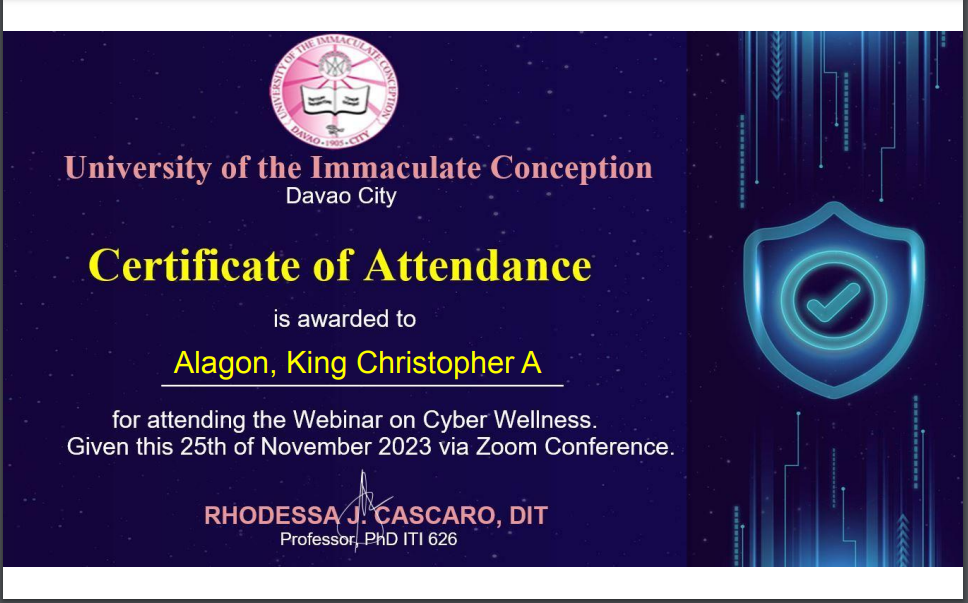 UNIVERSITY OF THE IMMACULATE CONCEPTION
DAVAO • 1905 • CITY
University of the Immaculate Conception
Davao City
Certificate of Attendance
is awarded to
Alagon, King Christopher A
for attending the Webinar on Cyber Wellness.
Given this 25th of November 2023 via Zoom Conference.
RHODESSA J. CASCARO, DIT
Professor, PhD ITI 626